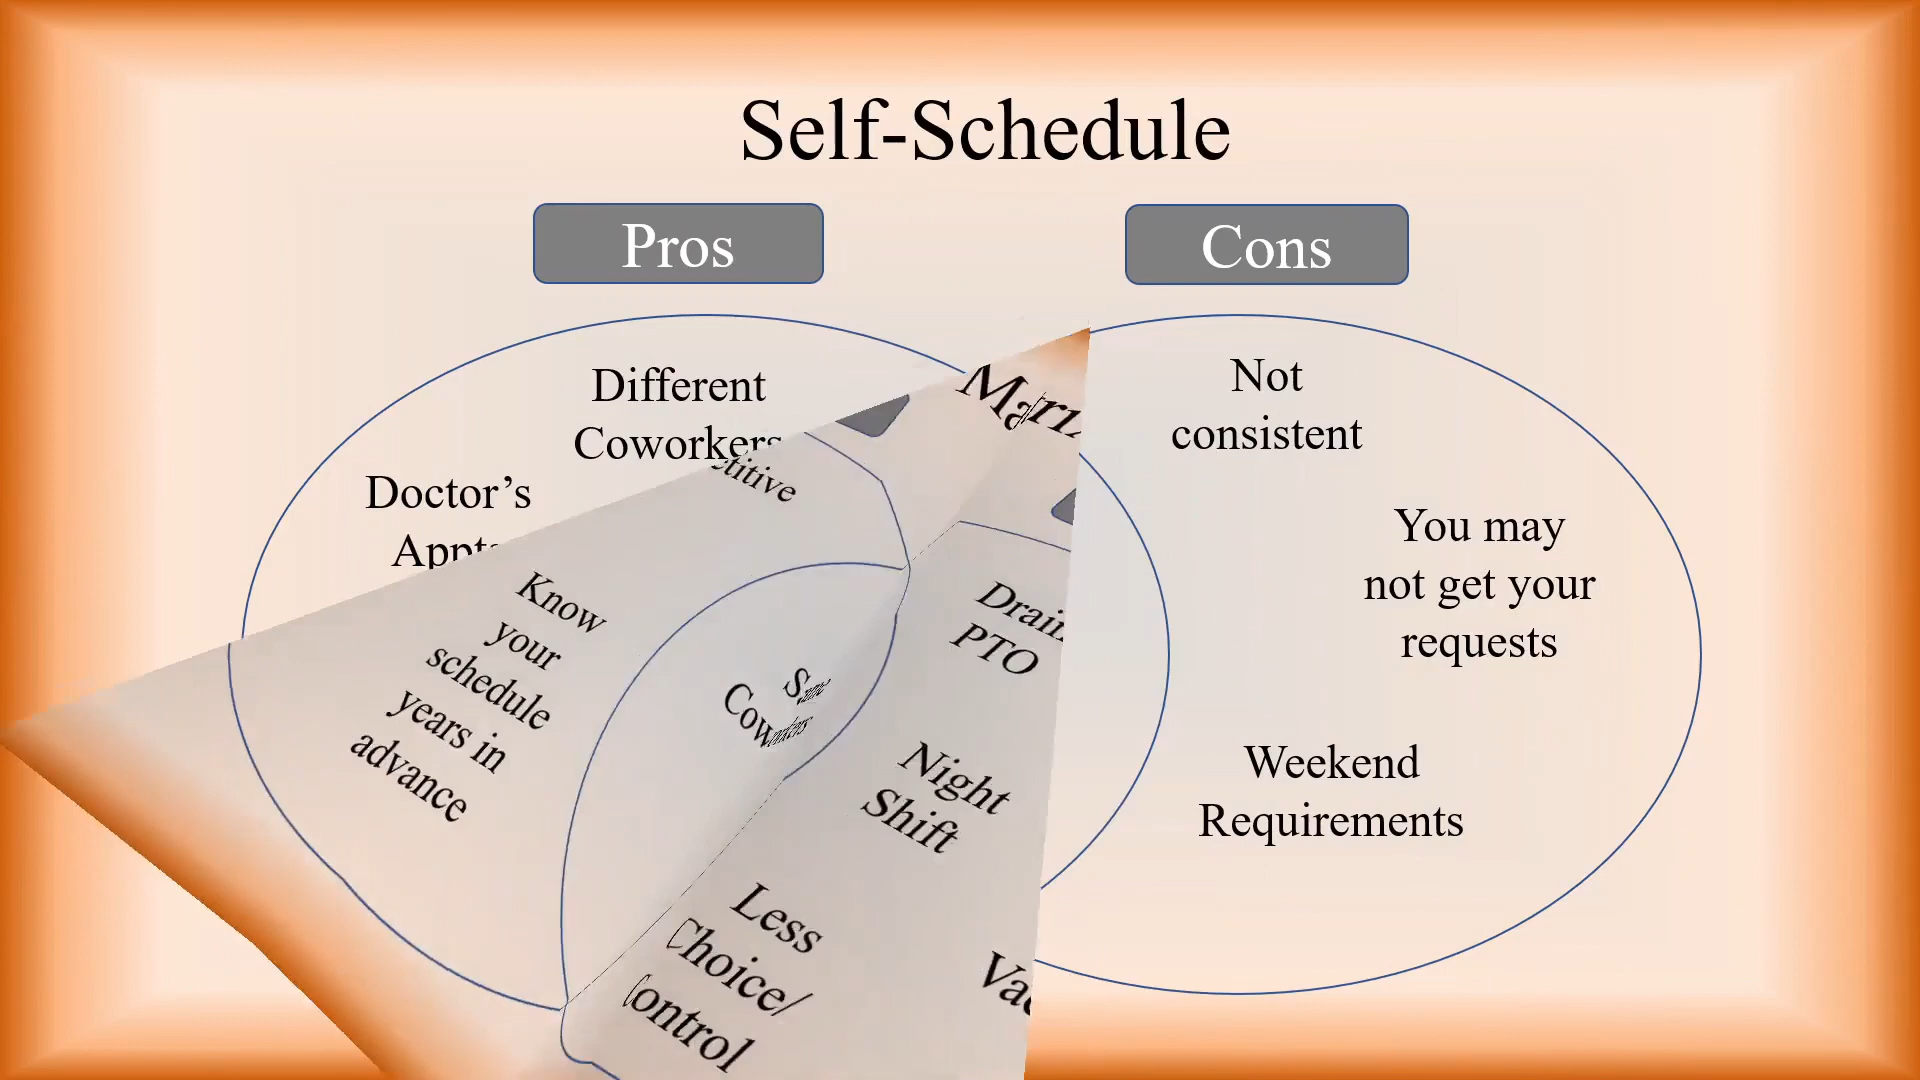 Self-Schedule
Pros
Cons
Different
Coworkers
Doctor’s
Not
consistent
You may
not get your
requests
Weekend
Requirements
Know
your
schedule
years in
advance
PTO
Night
Shift
Less
Choice/
Control